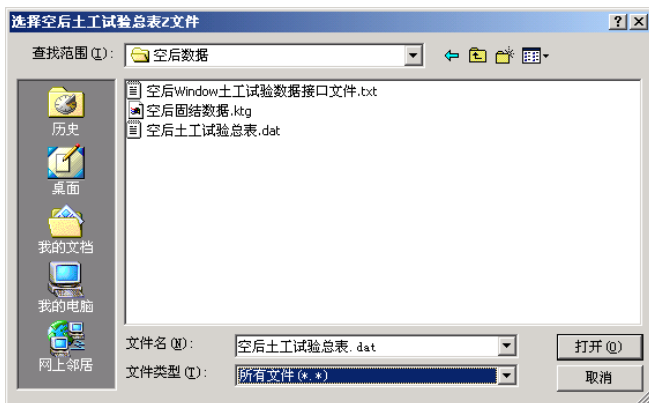 选择空后土工试验总表Z文件
查找范围(I):
空后数据
空后Window土工试验数据接口文件.txt
空后固结数据.ktg
空后土工试验总表.dat
历史
桌面
我的文档
我的电脑
网上邻居
文件名(N):
空后土工试验总表.dat
打开(O)
文件类型(T):
所有文件(*.*)
取消